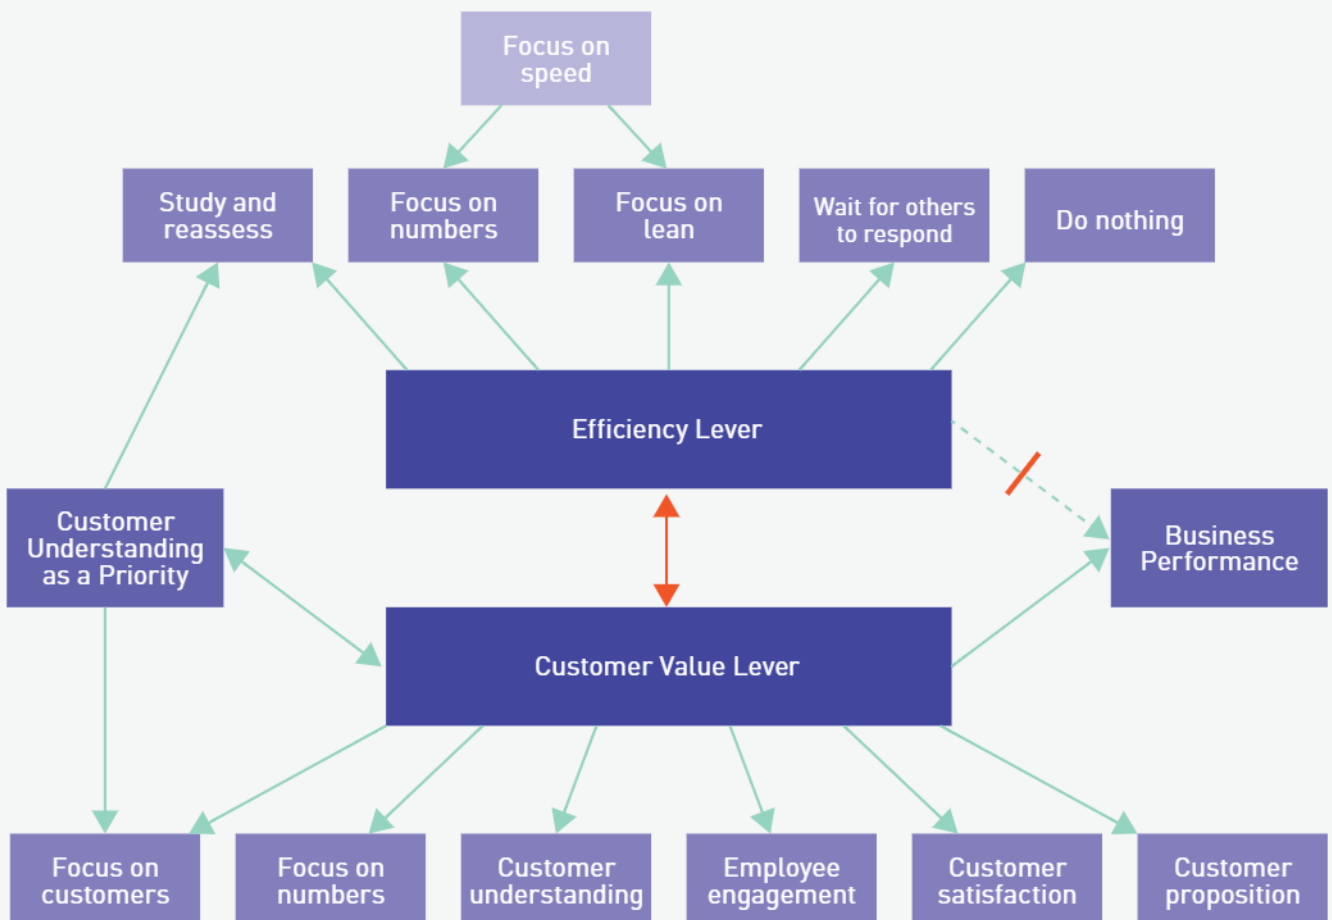 Focus on
speed
Study and
reassess
Focus on
numbers
Focus on
lean
Wait for others
to respond
Do nothing
Efficiency Lever
Customer
Understanding
as a Priority
Business
Performance
Customer Value Lever
Focus on
customers
Focus on
numbers
Customer
understanding
Employee
engagement
Customer
satisfaction
Customer
proposition